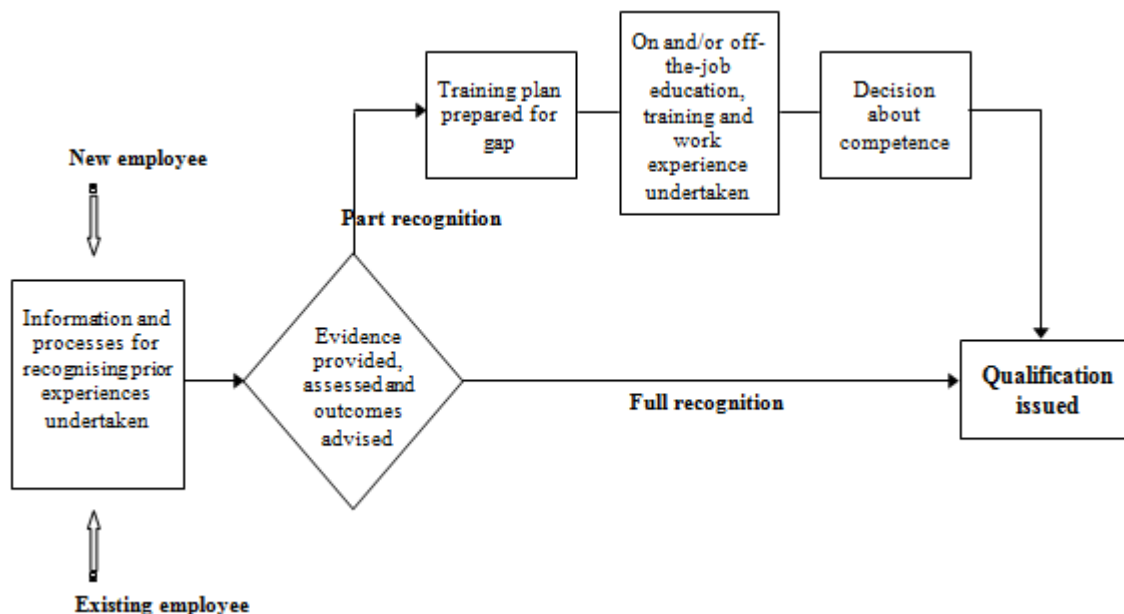 New employee
Information and
processes for
recognising prior
experiences
undertaken
Existing employee
Evidence
provided,
assessed and
outcomes
advised
Part recognition
Training plan
prepared for
gap
On and/or off-
the-job
education,
training and
work
experience
undertaken
Decision
about
competence
Full recognition
Qualification
issued